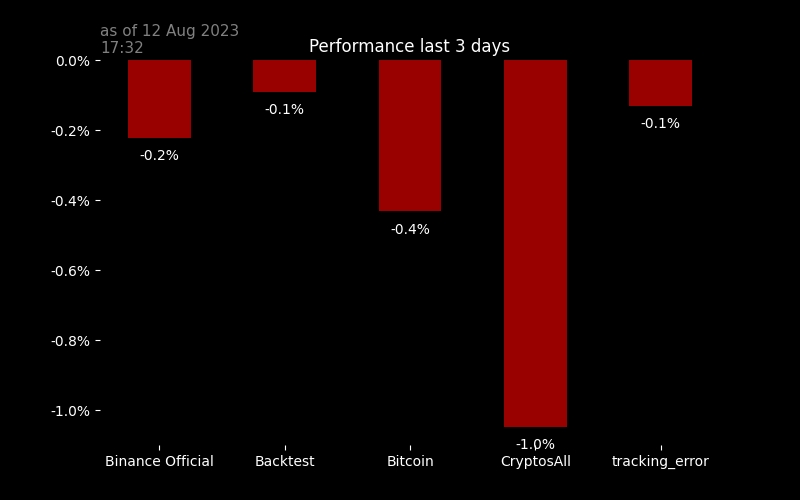 as of 12 Aug 2023
17:32
Performance last 3 days
0.0%
-0.2%
-0.4%
-0.6%
-0.8%
-1.0%
-0.2%
-0.1%
-0.4%
-1.0%
-0.1%
Binance Official
Backtest
Bitcoin
CryptosAll
tracking_error